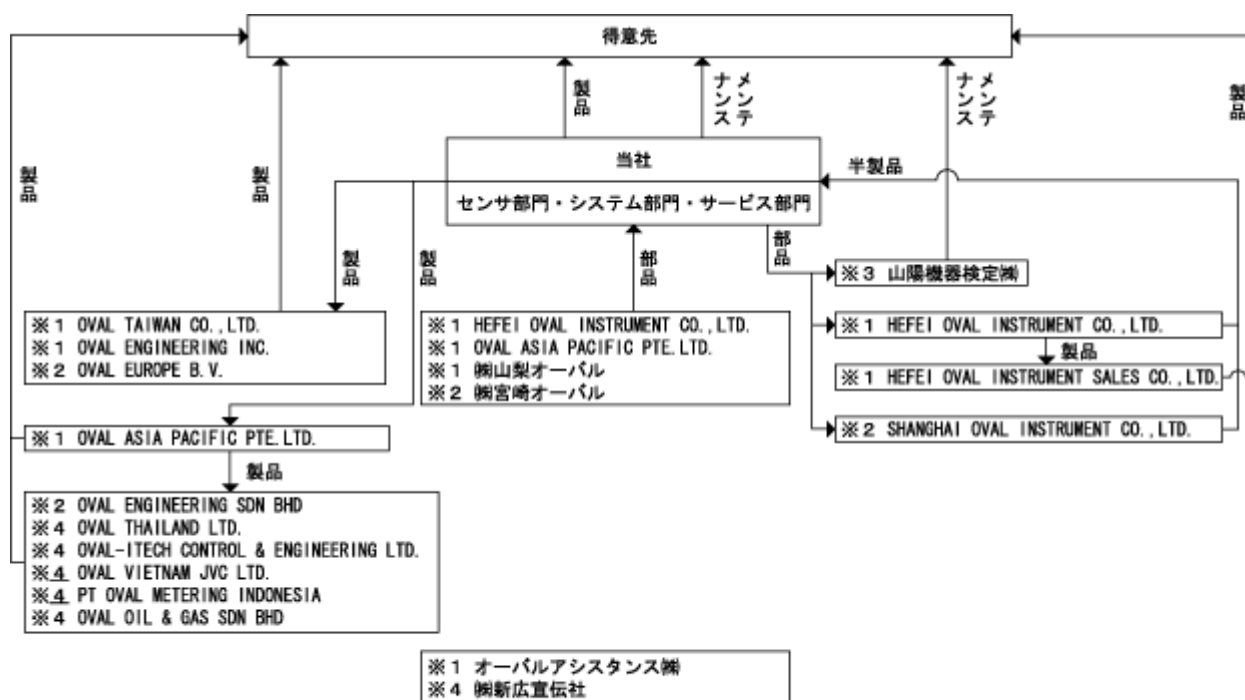 得意先
製品
メンテナンス
メンテナンス
製品
当社
センサ部門・システム部門・サービス部門
半製品
製品
製品
製品
製品
部品
部品
※3 山陽機器検定㈱
※1 OVAL TAIWAN CO.,LTD.
※1 OVAL ENGINEERING INC.
※2 OVAL EUROPE B.V.
※1 HEFEI OVAL INSTRUMENT CO.,LTD.
※1 OVAL ASIA PACIFIC PTE.LTD.
※1 ㈱山梨オーバル
※2 ㈱宮崎オーバル
※1 HEFEI OVAL INSTRUMENT CO.,LTD.
製品
※1 HEFEI OVAL INSTRUMENT SALES CO.,LTD.
※2 SHANGHAI OVAL INSTRUMENT CO.,LTD.
※1 OVAL ASIA PACIFIC PTE.LTD.
製品
※2 OVAL ENGINEERING SDN BHD
※4 OVAL THAILAND LTD.
※4 OVAL-ITECH CONTROL & ENGINEERING LTD.
※4 OVAL VIETNAM JVC LTD.
※4 PT OVAL METERING INDONESIA
※4 OVAL OIL & GAS SDN BHD
※1 オーバルアシスタンス㈱
※4 ㈱新広宣伝社